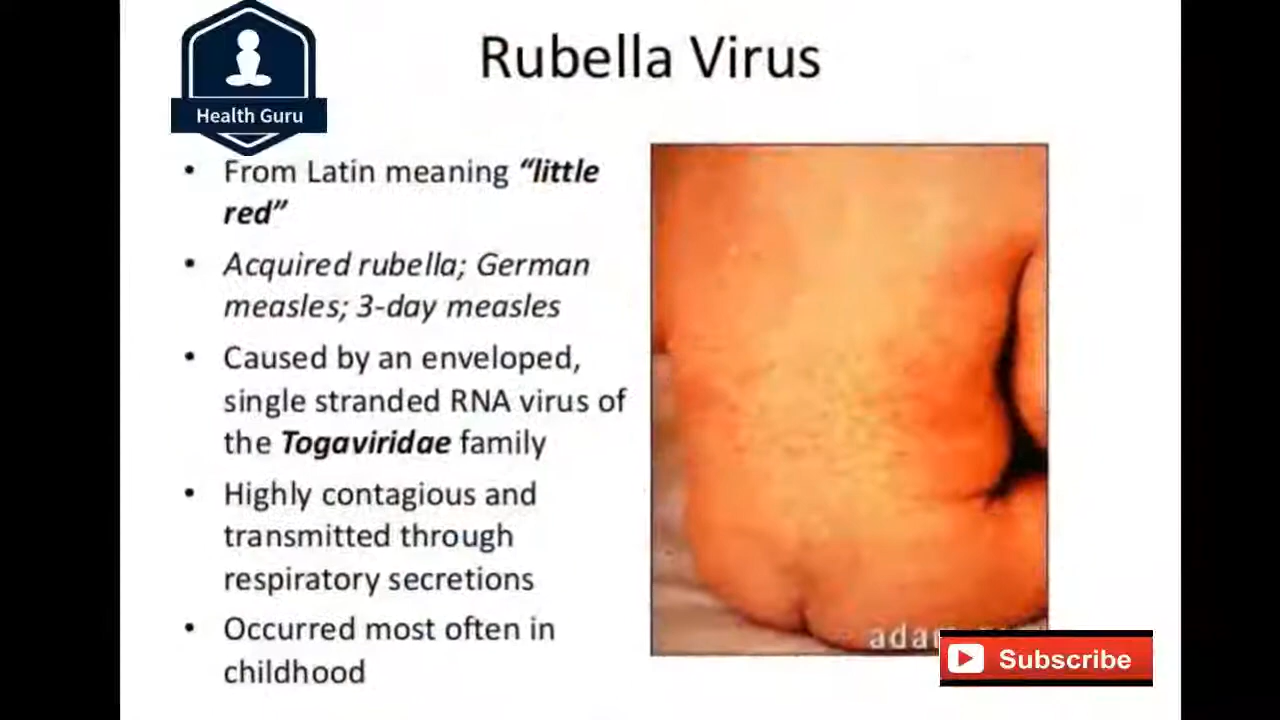 Rubella Virus
Health Guru
• From Latin meaning “little
red”
• Acquired rubella; German
measles; 3-day measles
• Caused by an enveloped,
single stranded RNA virus of
the Togaviridae family
• Highly contagious and
transmitted through
respiratory secretions
• Occurred most often in
childhood
Subscribe